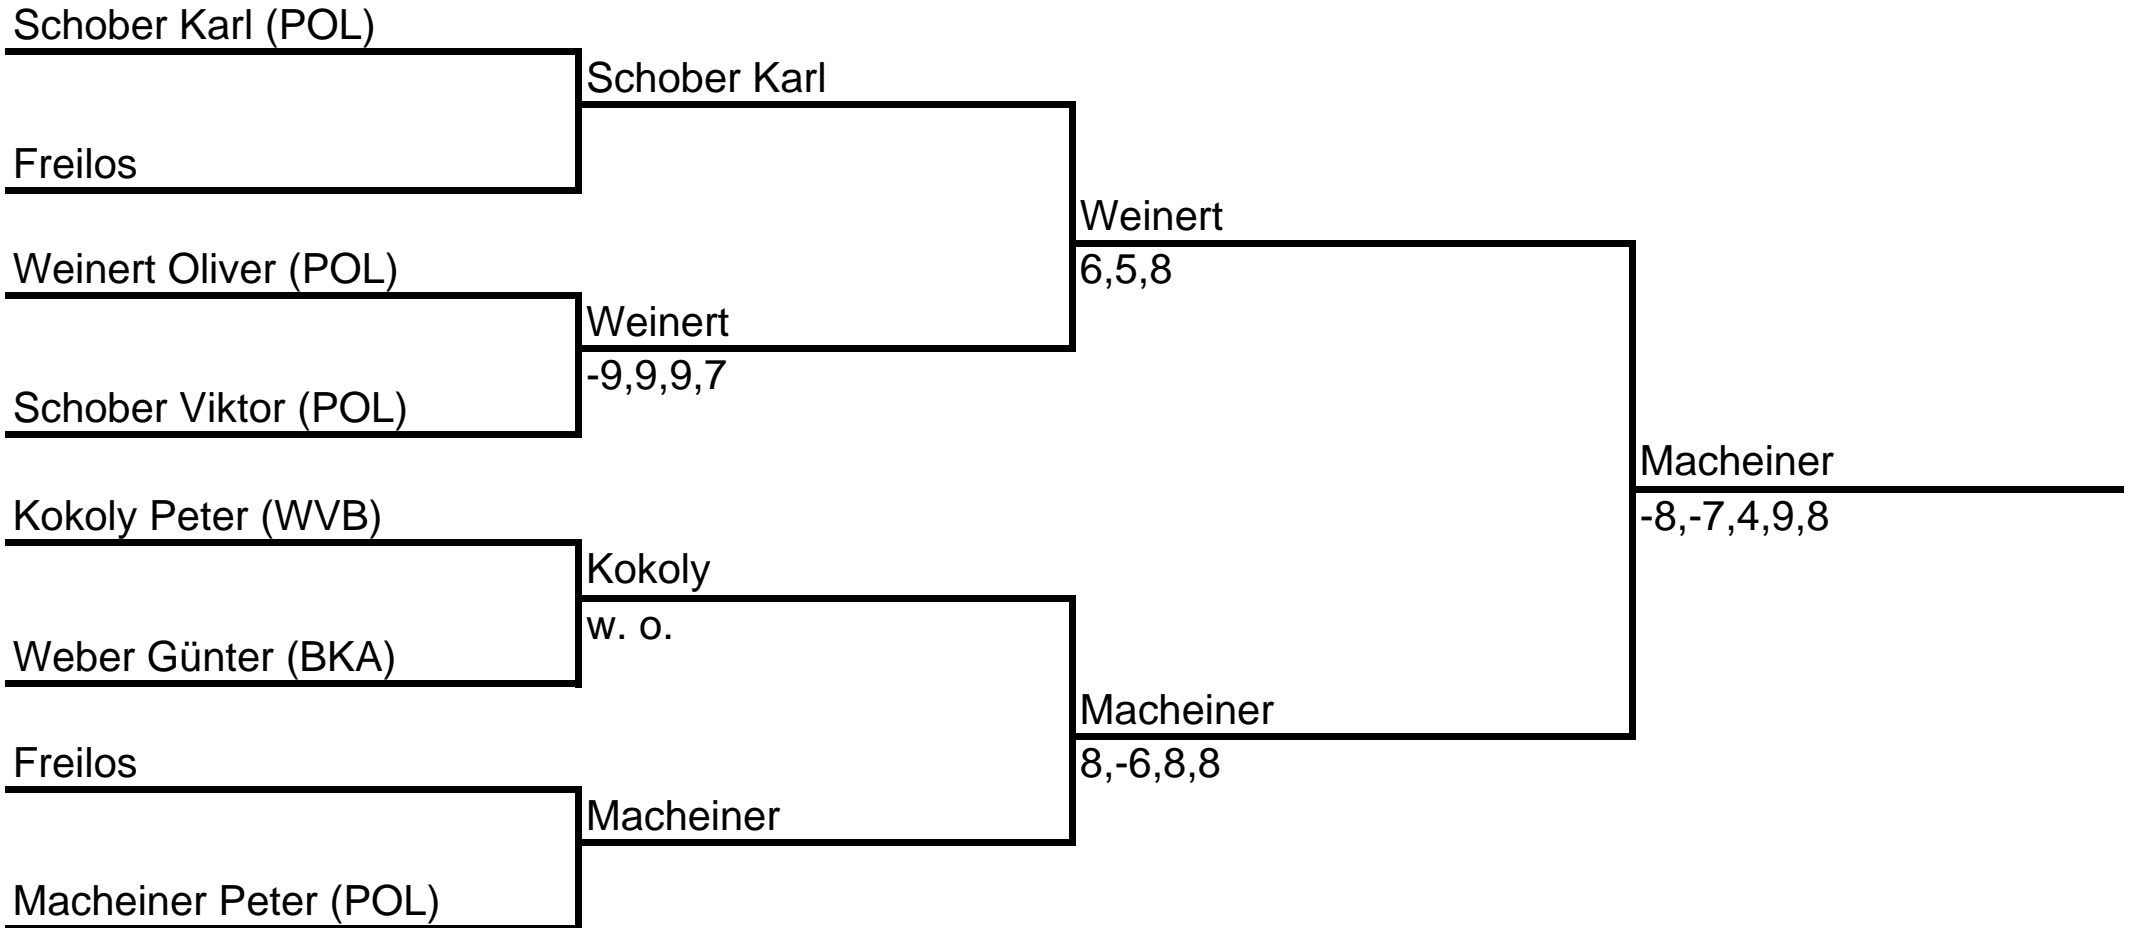 Schober Karl (POL)
Schober Karl
Freilos
Weinert
6,5,8
Weinert Oliver (POL)
Weinert
-9,9,9,7
Schober Viktor (POL)
Macheiner
-8,-7,4,9,8
Kokoly Peter (WVB)
Kokoly
w. o.
Weber Günter (BKA)
Macheiner
8,-6,8,8
Freilos
Macheiner
Macheiner Peter (POL)